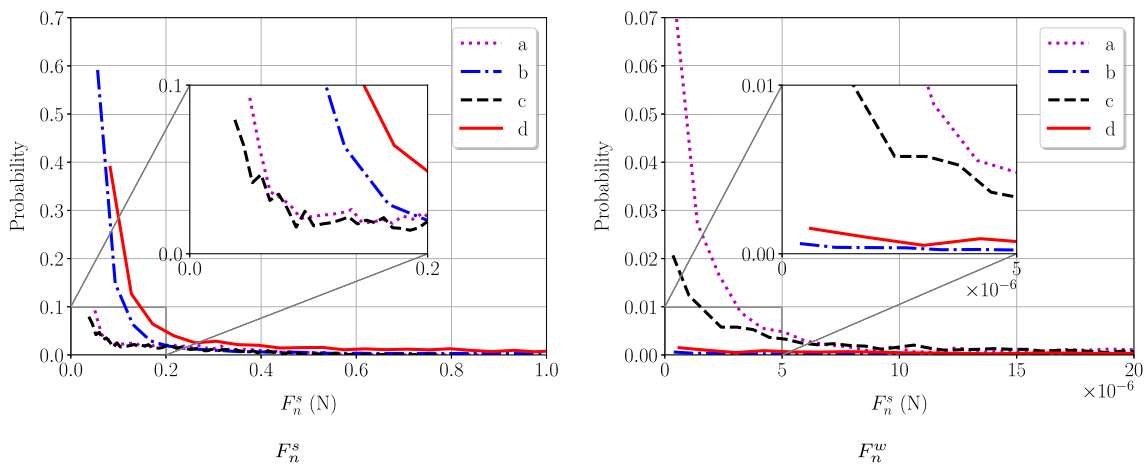 0.7
0.6
0.5
0.4
0.3
0.2
0.1
0.0
Probability
0.0 0.2 0.4 0.6 0.8 1.0
F_n^s (N)
a
b
c
d
0.1
0.0
0.0 0.2
F_n^s
0.07
0.06
0.05
0.04
0.03
0.02
0.01
0.00
Probability
0 5 10 15 20
×10^{-6}
F_n^s (N)
a
b
c
d
0.01
0.00
0 5
×10^{-6}
F_n^w